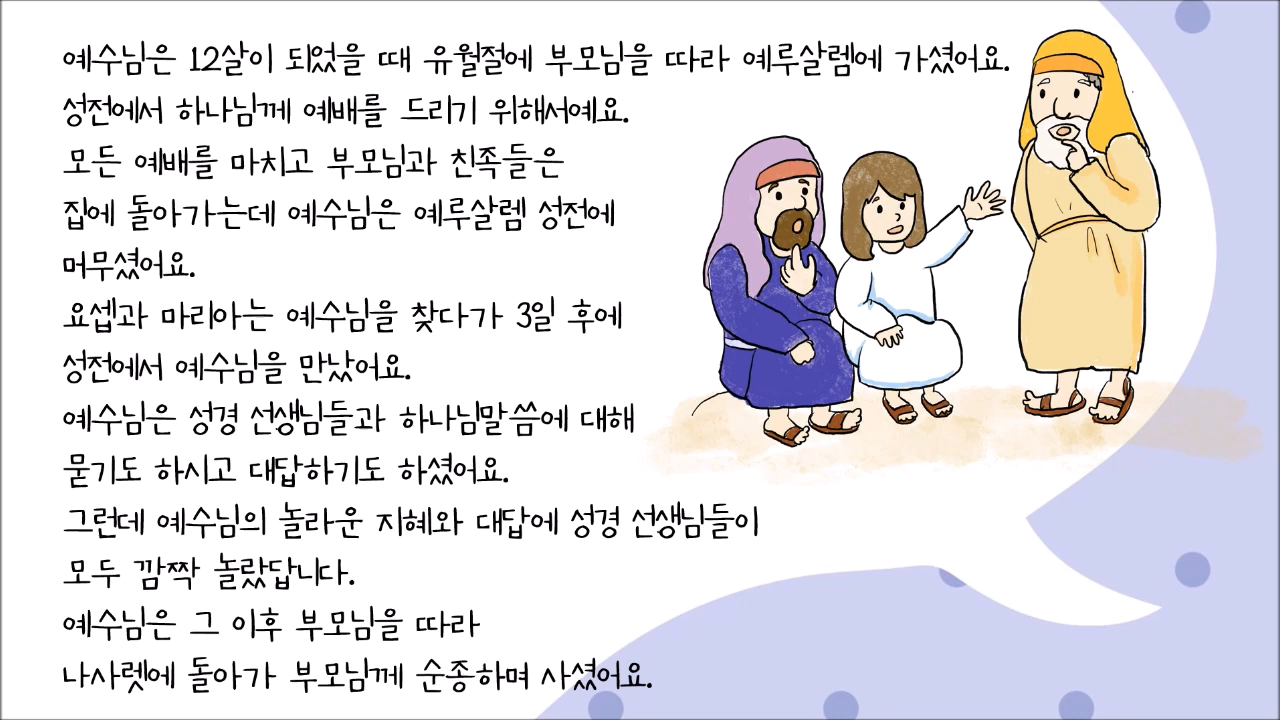 예수님은 12살이 되었을 때 유월절에 부모님을 따라 예루살렘에 가셨어요.
성전에서 하나님께 예배를 드리기 위해서예요.
모든 예배를 마치고 부모님과 친족들은
집에 돌아가는데 예수님은 예루살렘 성전에
머무셨어요.
요셉과 마리아는 예수님을 찾다가 3일 후에
성전에서 예수님을 만났어요.
예수님은 성경 선생님들과 하나님말씀에 대해
묻기도 하시고 대답하기도 하셨어요.
그런데 예수님의 놀라운 지혜와 대답에 성경 선생님들이
모두 깜짝 놀랐답니다.
예수님은 그 이후 부모님을 따라
나사렛에 돌아가 부모님께 순종하며 사셨어요.